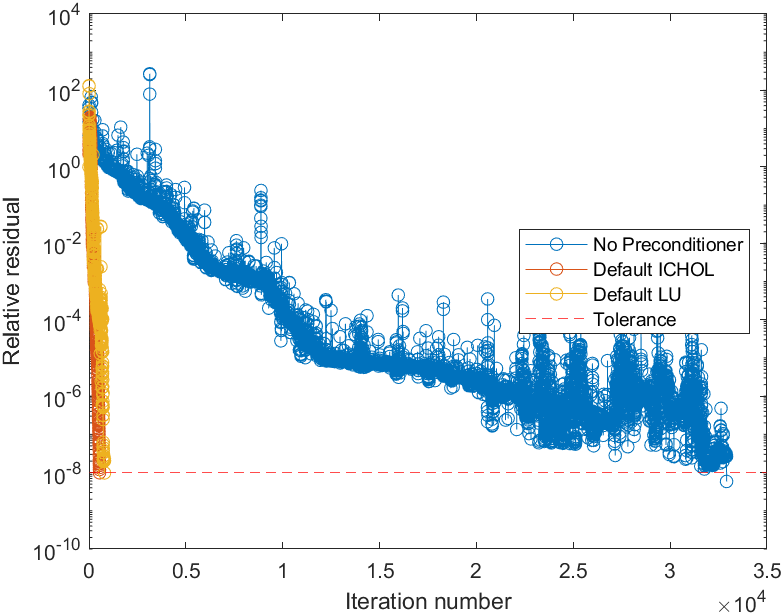 10^4
10^2
10^0
10^-2
10^-4
10^-6
10^-8
10^-10
Relative residual
No Preconditioner
Default ICHOL
Default LU
Tolerance
0 0.5 1 1.5 2 2.5 3 3.5
Iteration number
×10^4